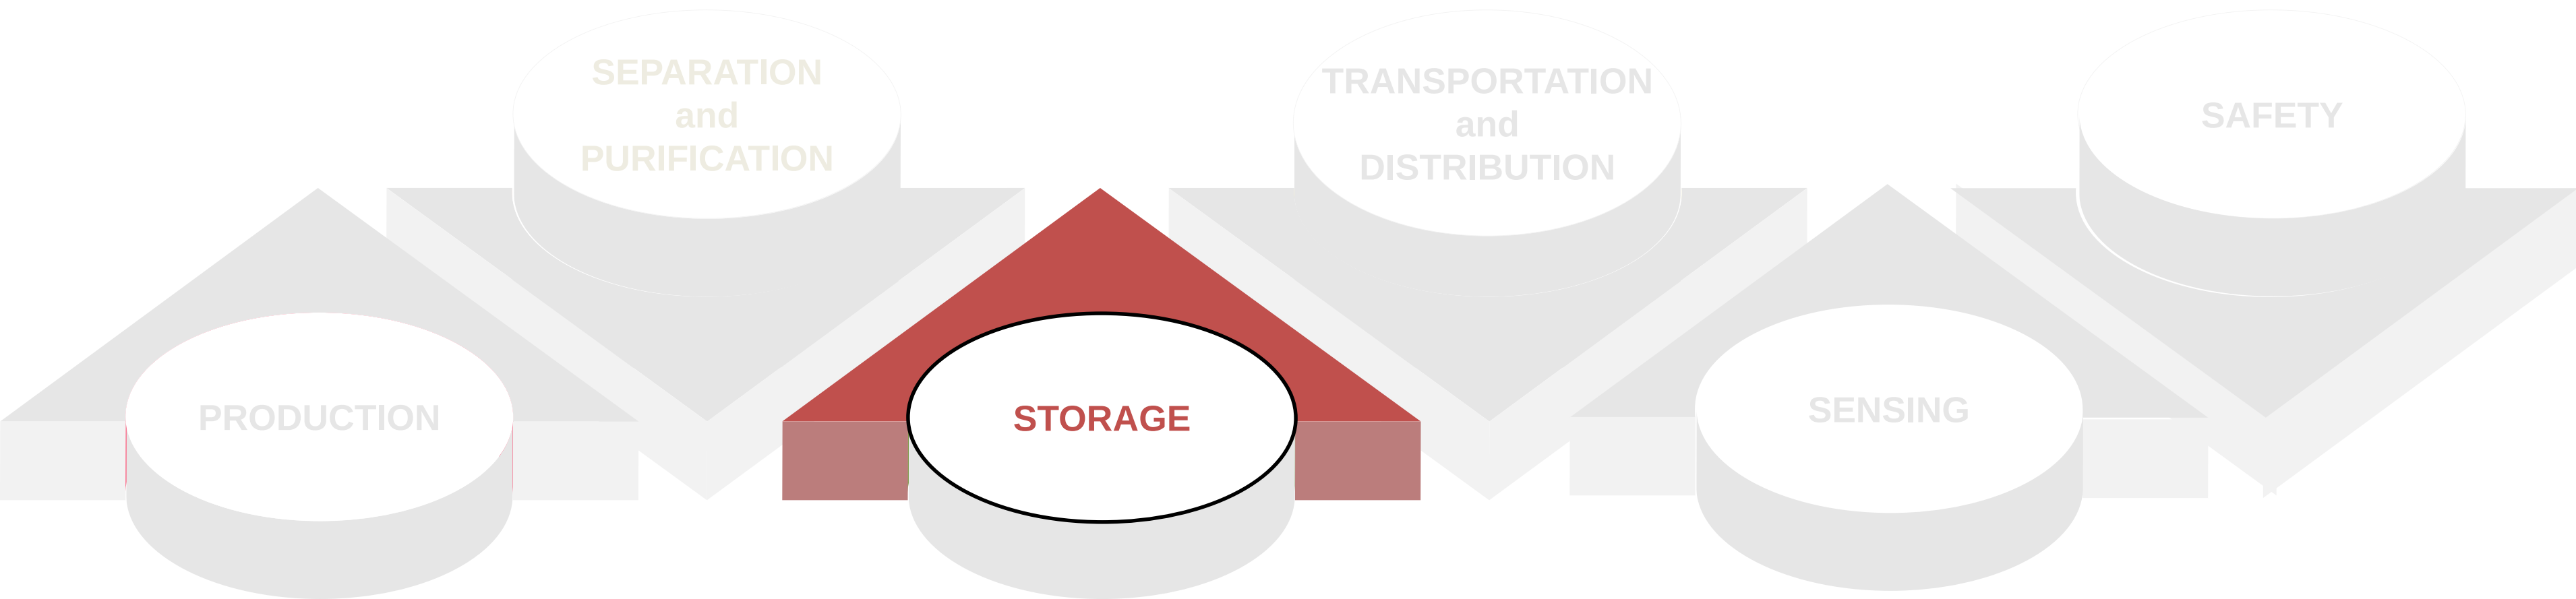 PRODUCTION
SEPARATION
and
PURIFICATION
STORAGE
TRANSPORTATION
and
DISTRIBUTION
SENSING
SAFETY